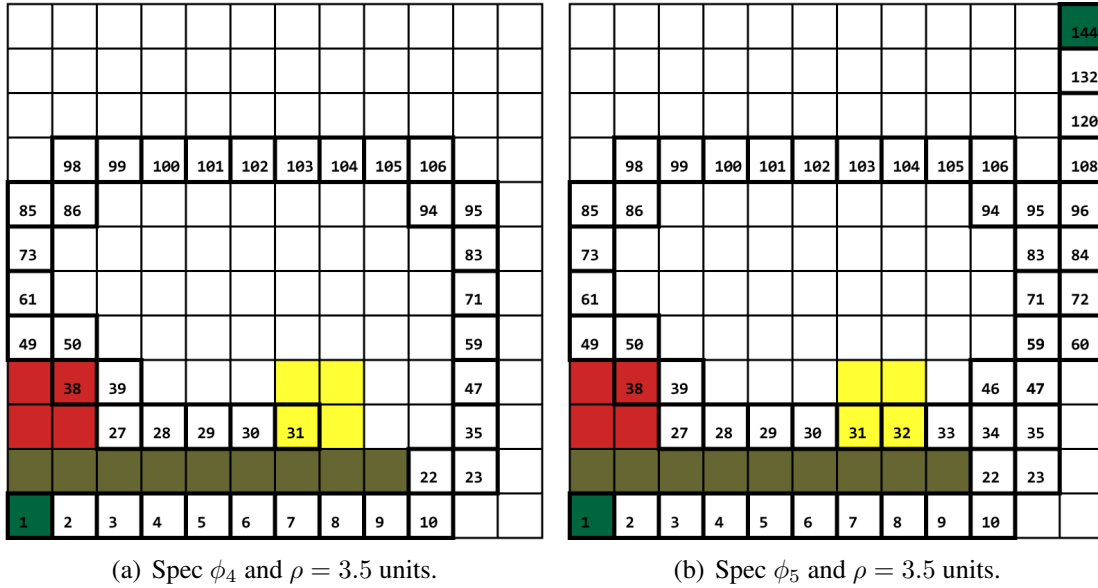 144
132
120
98 99 100 101 102 103 104 105 106 98 99 100 101 102 103 104 105 106 108
85 86 94 95 85 86 94 95 96
73 83 73 83 84
61 71 61 71 72
49 50 59 49 50 59 60
38 39 47 38 39 46 47
27 28 29 30 31 35 27 28 29 30 31 32 33 34 35
22 23 22 23
1 2 3 4 5 6 7 8 9 10 1 2 3 4 5 6 7 8 9 10
(a) Spec ϕ₄ and ρ = 3.5 units. (b) Spec ϕ₅ and ρ = 3.5 units.